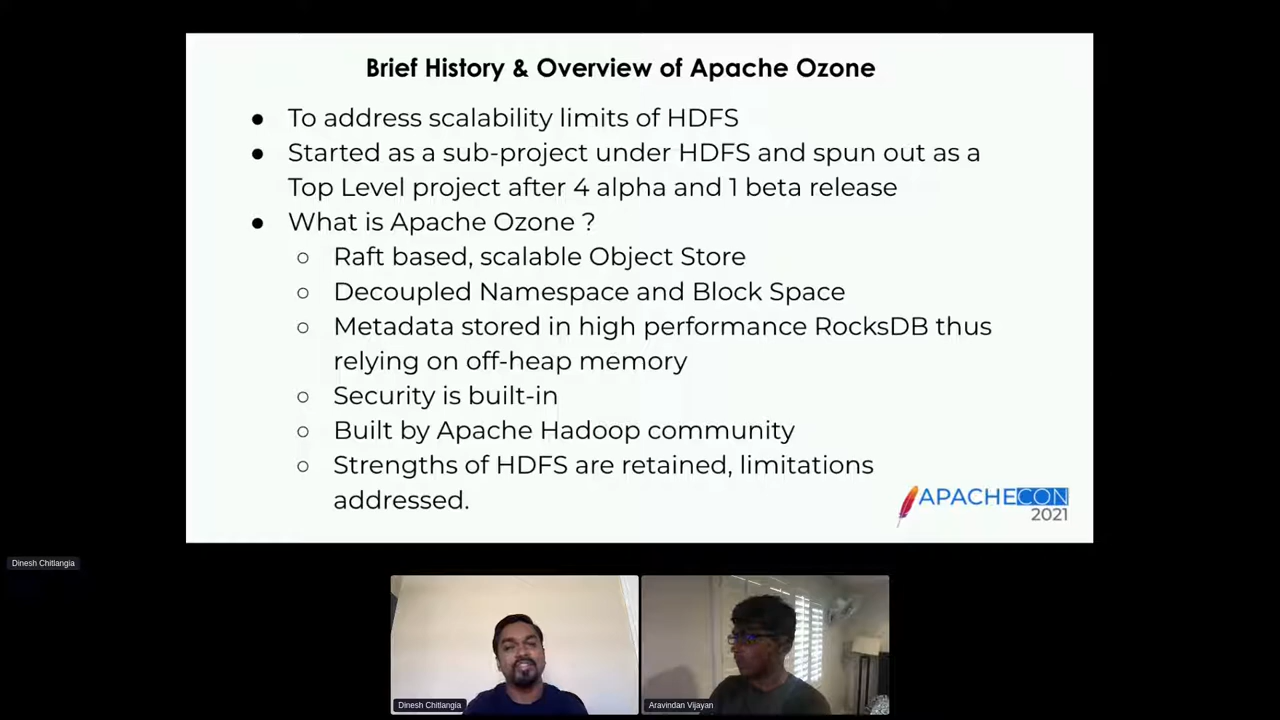 Brief History & Overview of Apache Ozone
● To address scalability limits of HDFS
● Started as a sub-project under HDFS and spun out as a
Top Level project after 4 alpha and 1 beta release
● What is Apache Ozone ?
○ Raft based, scalable Object Store
○ Decoupled Namespace and Block Space
○ Metadata stored in high performance RocksDB thus
relying on off-heap memory
○ Security is built-in
○ Built by Apache Hadoop community
○ Strengths of HDFS are retained, limitations
addressed.
APACHECON
2021
Dinesh Chitlangia
Dinesh Chitlangia
Aravindan Vijayan